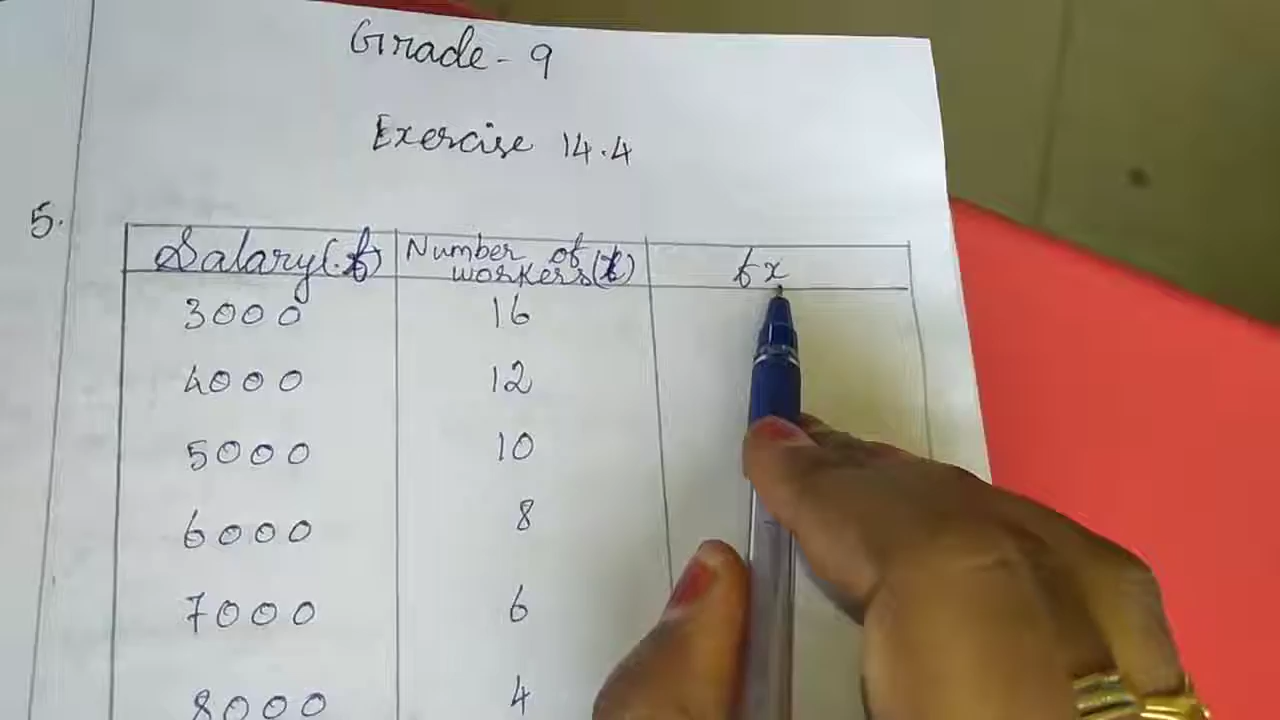 Grade - 9
Exercise 14.4
5.
Salary(f) Number of workers(f) fx
3000 16
4000 12
5000 10
6000 8
7000 6
8000 4